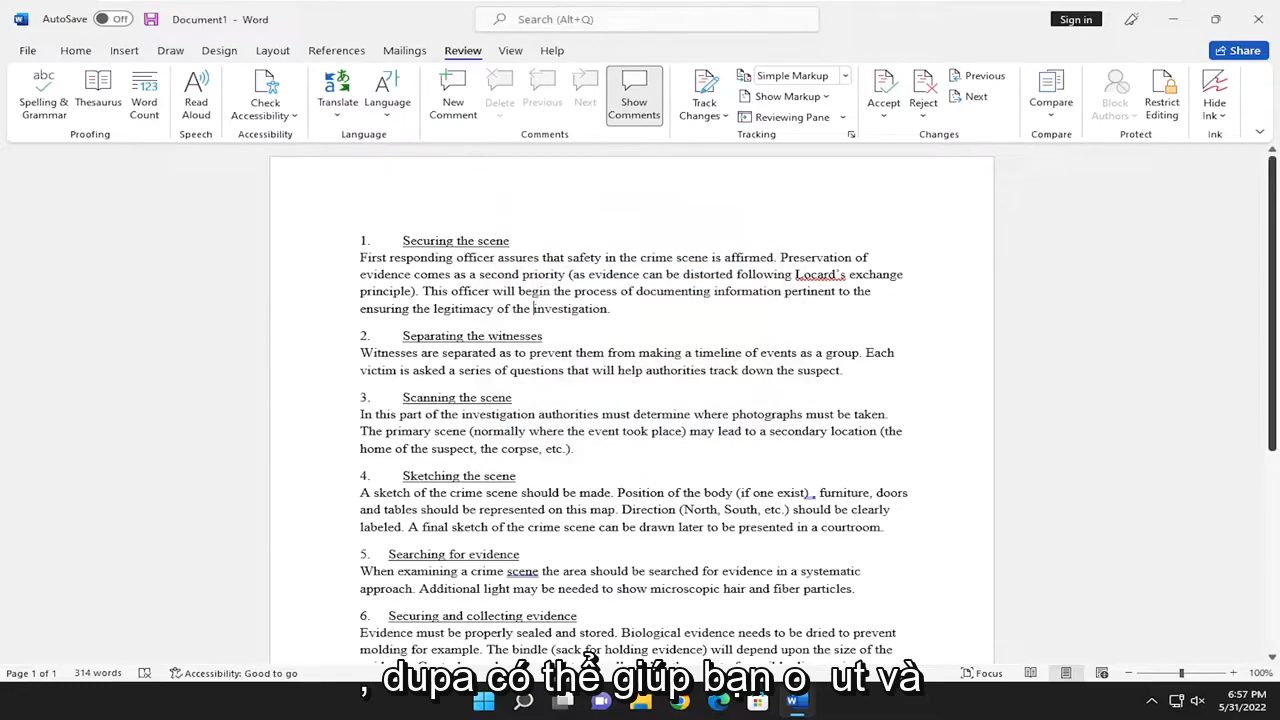 AutoSave Off Document1 - Word Search (Alt+Q) Sign in
File Home Insert Draw Design Layout References Mailings Review View Help Share
Spelling & Grammar Thesaurus Word Count Read Aloud Check Accessibility Translate Language New Comment Delete Previous Next Show Comments Track Changes Simple Markup Show Markup Reviewing Pane Accept Reject Previous Next Compare Block Authors Restrict Editing Hide Ink
Proofing Speech Accessibility Language Comments Tracking Changes Compare Protect Ink
1. Securing the scene
First responding officer assures that safety in the crime scene is affirmed. Preservation of
evidence comes as a second priority (as evidence can be distorted following Locard's exchange
principle). This officer will begin the process of documenting information pertinent to the
ensuring the legitimacy of the investigation.
2. Separating the witnesses
Witnesses are separated as to prevent them from making a timeline of events as a group. Each
victim is asked a series of questions that will help authorities track down the suspect.
3. Scanning the scene
In this part of the investigation authorities must determine where photographs must be taken.
The primary scene (normally where the event took place) may lead to a secondary location (the
home of the suspect, the corpse, etc.).
4. Sketching the scene
A sketch of the crime scene should be made. Position of the body (if one exist) , furniture, doors
and tables should be represented on this map. Direction (North, South, etc.) should be clearly
labeled. A final sketch of the crime scene can be drawn later to be presented in a courtroom.
5. Searching for evidence
When examining a crime scene the area should be searched for evidence in a systematic
approach. Additional light may be needed to show microscopic hair and fiber particles.
6. Securing and collecting evidence
Evidence must be properly sealed and stored. Biological evidence needs to be dried to prevent
molding for example. The bindle (sack for holding evidence) will depend upon the size of the
, dupa có thể giúp bạn o ut và
Page 1 of 1 314 words Accessibility: Good to go Focus 100%
6:57 PM
5/31/2022